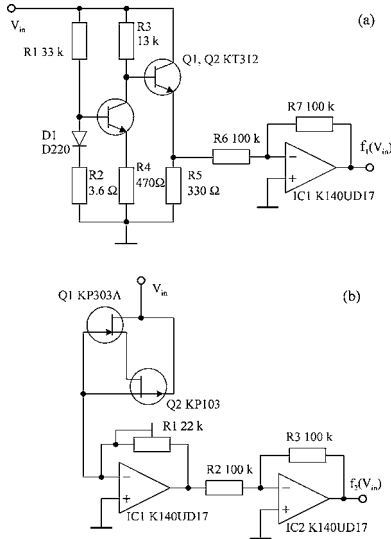 (a)
V_in
R1 33 k
R3
13 k
Q1, Q2 KT312
D1
D220
R2
3.6 Ω
R4
470Ω
R5
330 Ω
R6 100 k
R7 100 k
−
+
IC1 K140UD17
f₁(V_in)
(b)
Q1 KP303A
V_in
Q2 KP103
R1 22 k
−
+
IC1 K140UD17
R2 100 k
R3 100 k
−
+
IC2 K140UD17
f₂(V_in)